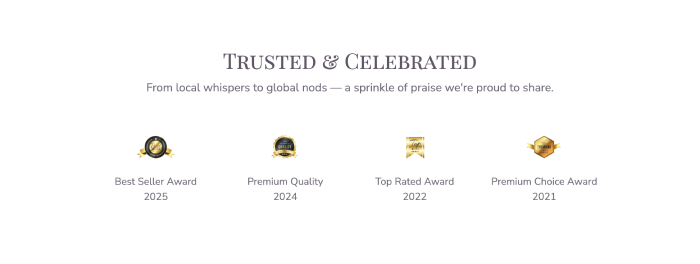 Trusted & Celebrated
From local whispers to global nods — a sprinkle of praise we're proud to share.
Best Seller Award
2025
Premium Quality
2024
Top Rated Award
2022
Premium Choice Award
2021